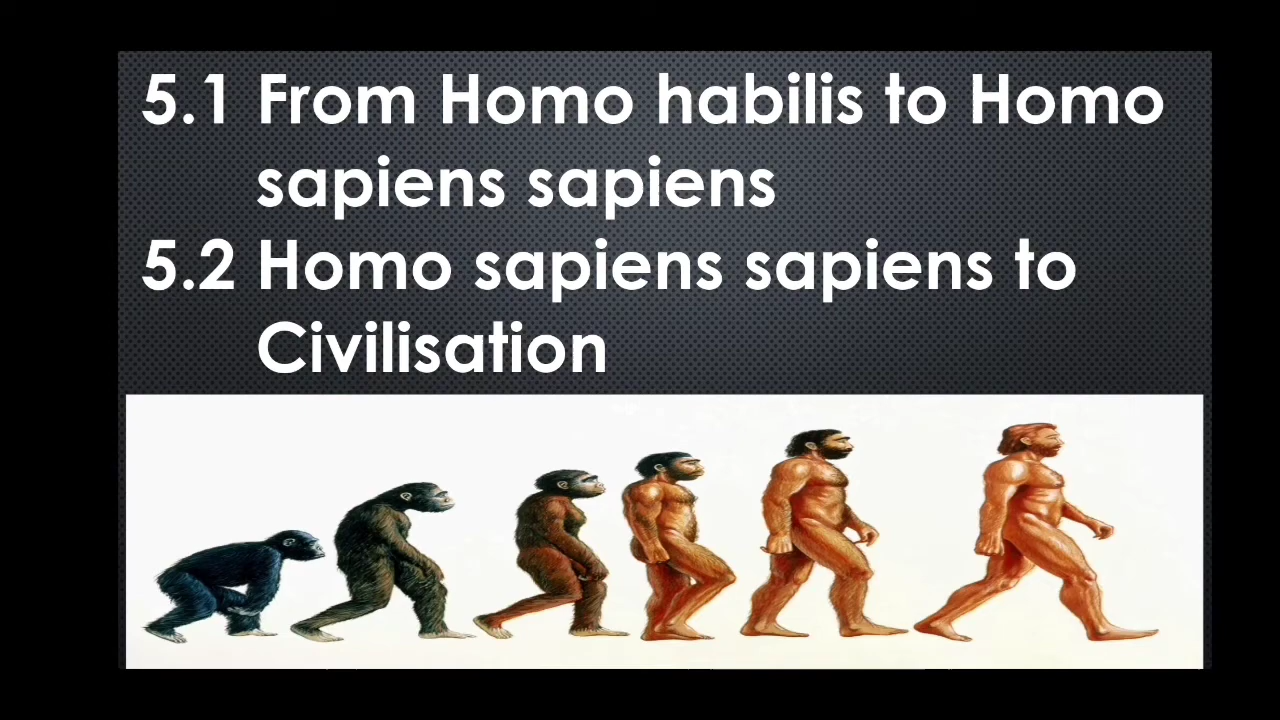 5.1 From Homo habilis to Homo
sapiens sapiens
5.2 Homo sapiens sapiens to
Civilisation